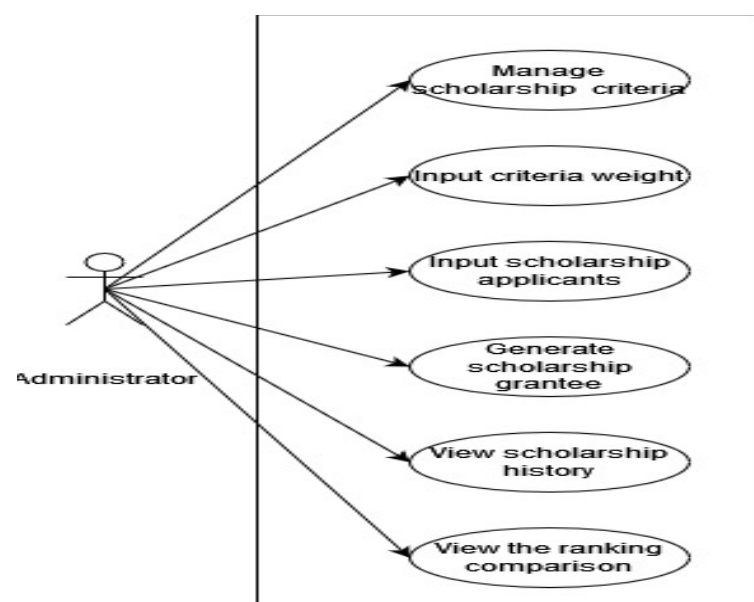 Manage
scholarship criteria
Input criteria weight
Input scholarship
applicants
Generate
scholarship
grantee
Administrator
View scholarship
history
View the ranking
comparison